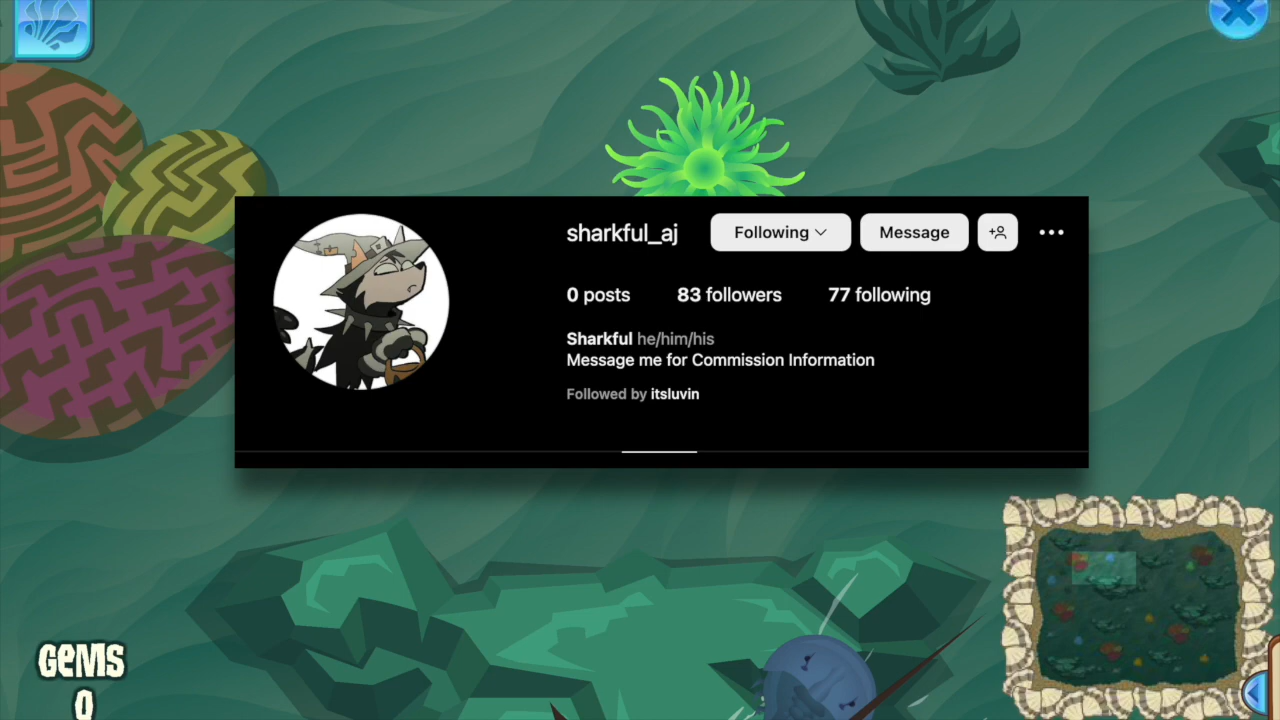 sharkful_aj Following Message
0 posts 83 followers 77 following
Sharkful he/him/his
Message me for Commission Information
Followed by itsluvin
GEMS
0